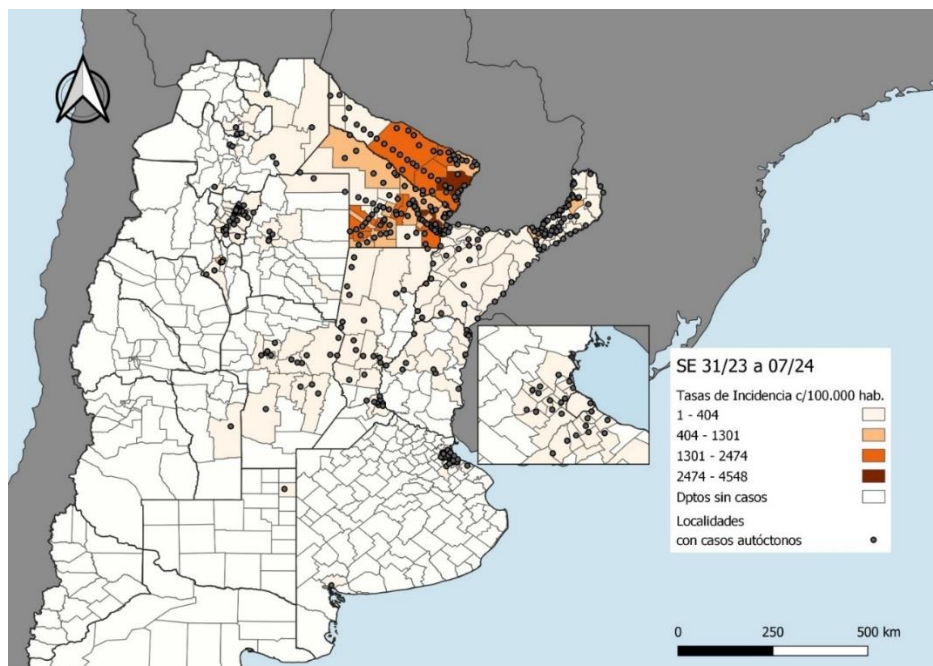 SE 31/23 a 07/24
Tasas de Incidencia c/100.000 hab.
1 - 404
404 - 1301
1301 - 2474
2474 - 4548
Dptos sin casos
Localidades
con casos autóctonos
0 250 500 km